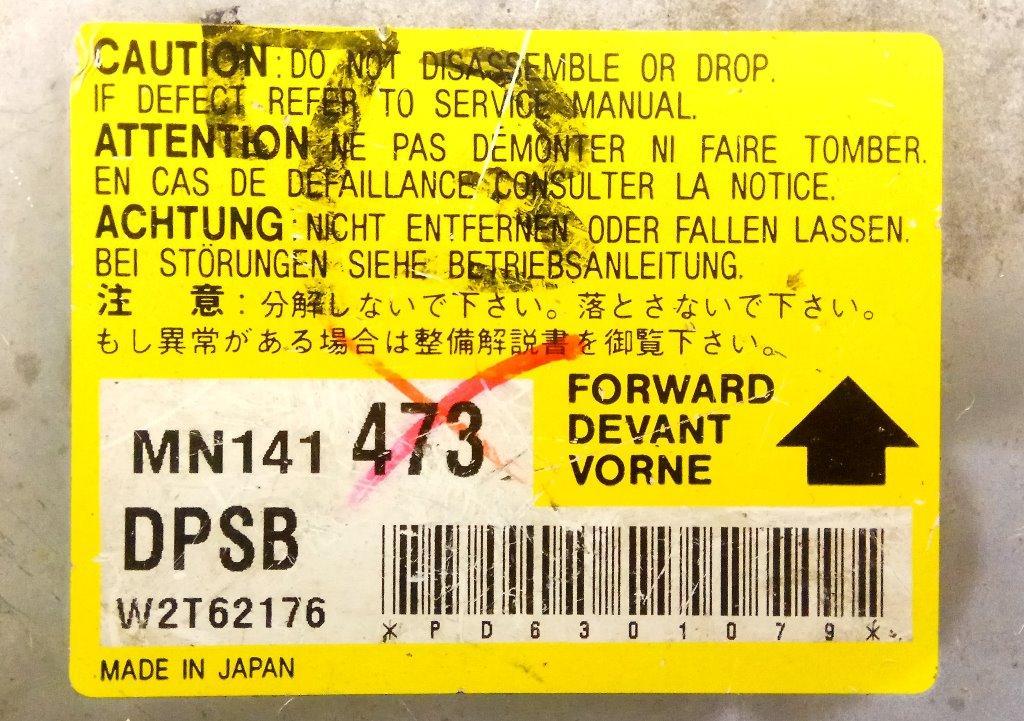 CAUTION: DO NOT DISASSEMBLE OR DROP.
IF DEFECT REFER TO SERVICE MANUAL.
ATTENTION NE PAS DEMONTER NI FAIRE TOMBER.
EN CAS DE DEFAILLANCE CONSULTER LA NOTICE.
ACHTUNG: NICHT ENTFERNEN ODER FALLEN LASSEN.
BEI STÖRUNGEN SIEHE BETRIEBSANLEITUNG.
注 意: 分解しないで下さい。落とさないで下さい。
もし異常がある場合は整備解説書を御覧下さい。
FORWARD
DEVANT
VORNE
MN141 473
DPSB
W2T62176
*PD6301079*
MADE IN JAPAN